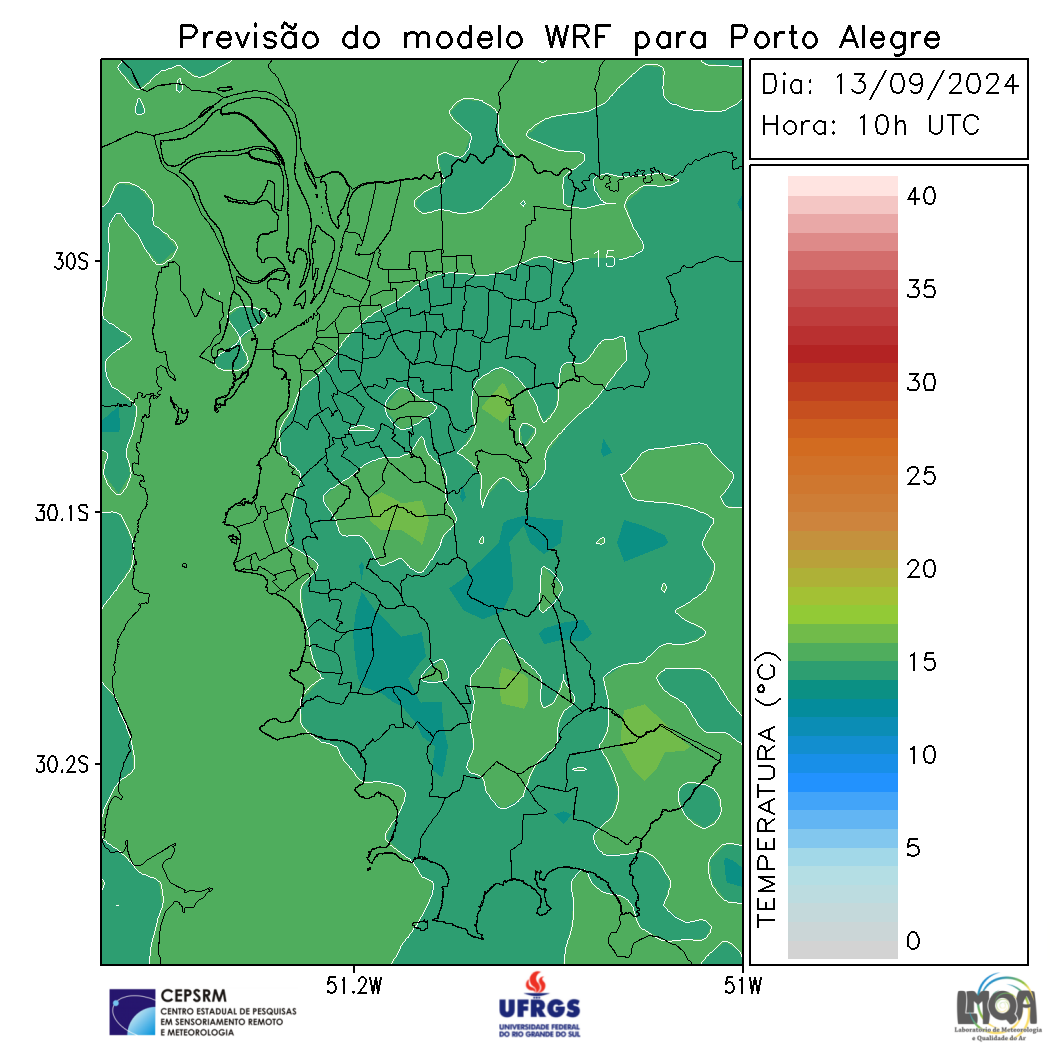 Previsão do modelo WRF para Porto Alegre
Dia: 13/09/2024
Hora: 10h UTC
40
35
30
25
20
15
10
5
0
TEMPERATURA (°C)
15
30S
30.1S
30.2S
51.2W
51W
CEPSRM
CENTRO ESTADUAL DE PESQUISAS
EM SENSORIAMENTO REMOTO
E METEOROLOGIA
UFRGS
UNIVERSIDADE FEDERAL
DO RIO GRANDE DO SUL
LMQA
Laboratório de Meteorologia
e Qualidade do Ar